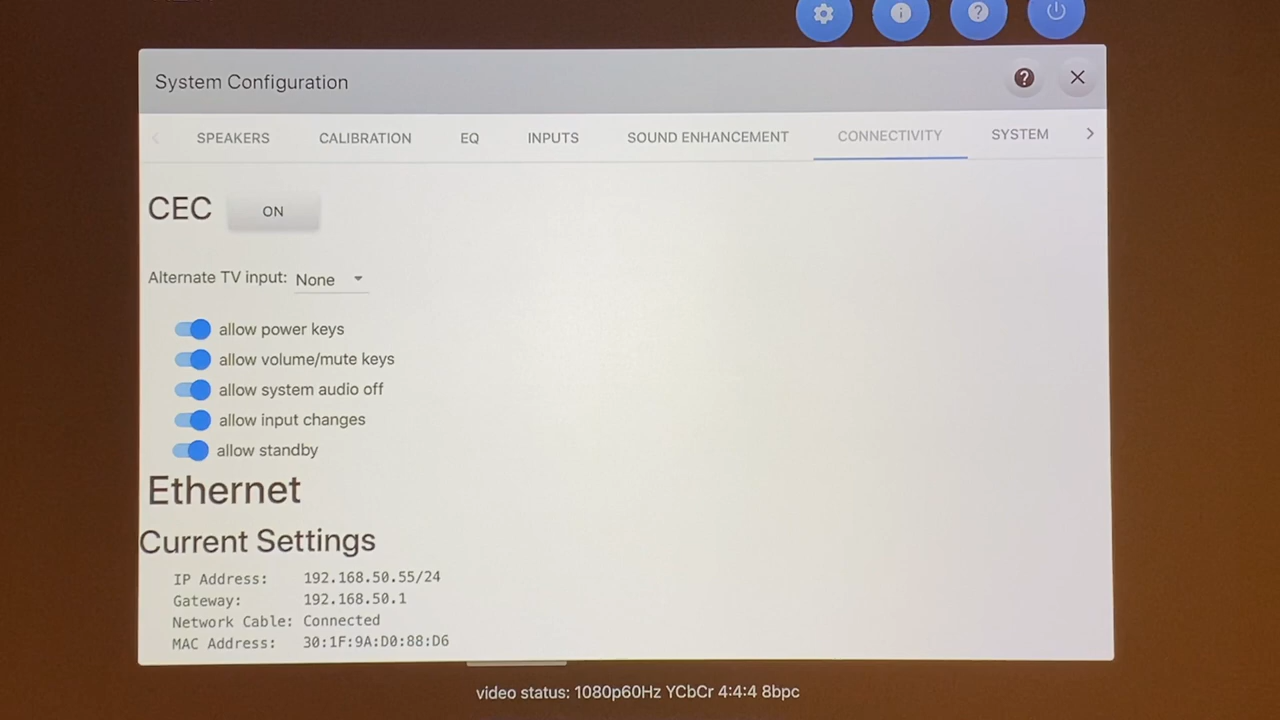 System Configuration
SPEAKERS CALIBRATION EQ INPUTS SOUND ENHANCEMENT CONNECTIVITY SYSTEM
CEC ON
Alternate TV input: None
allow power keys
allow volume/mute keys
allow system audio off
allow input changes
allow standby
Ethernet
Current Settings
IP Address: 192.168.50.55/24
Gateway: 192.168.50.1
Network Cable: Connected
MAC Address: 30:1F:9A:D0:88:D6
video status: 1080p60Hz YCbCr 4:4:4 8bpc